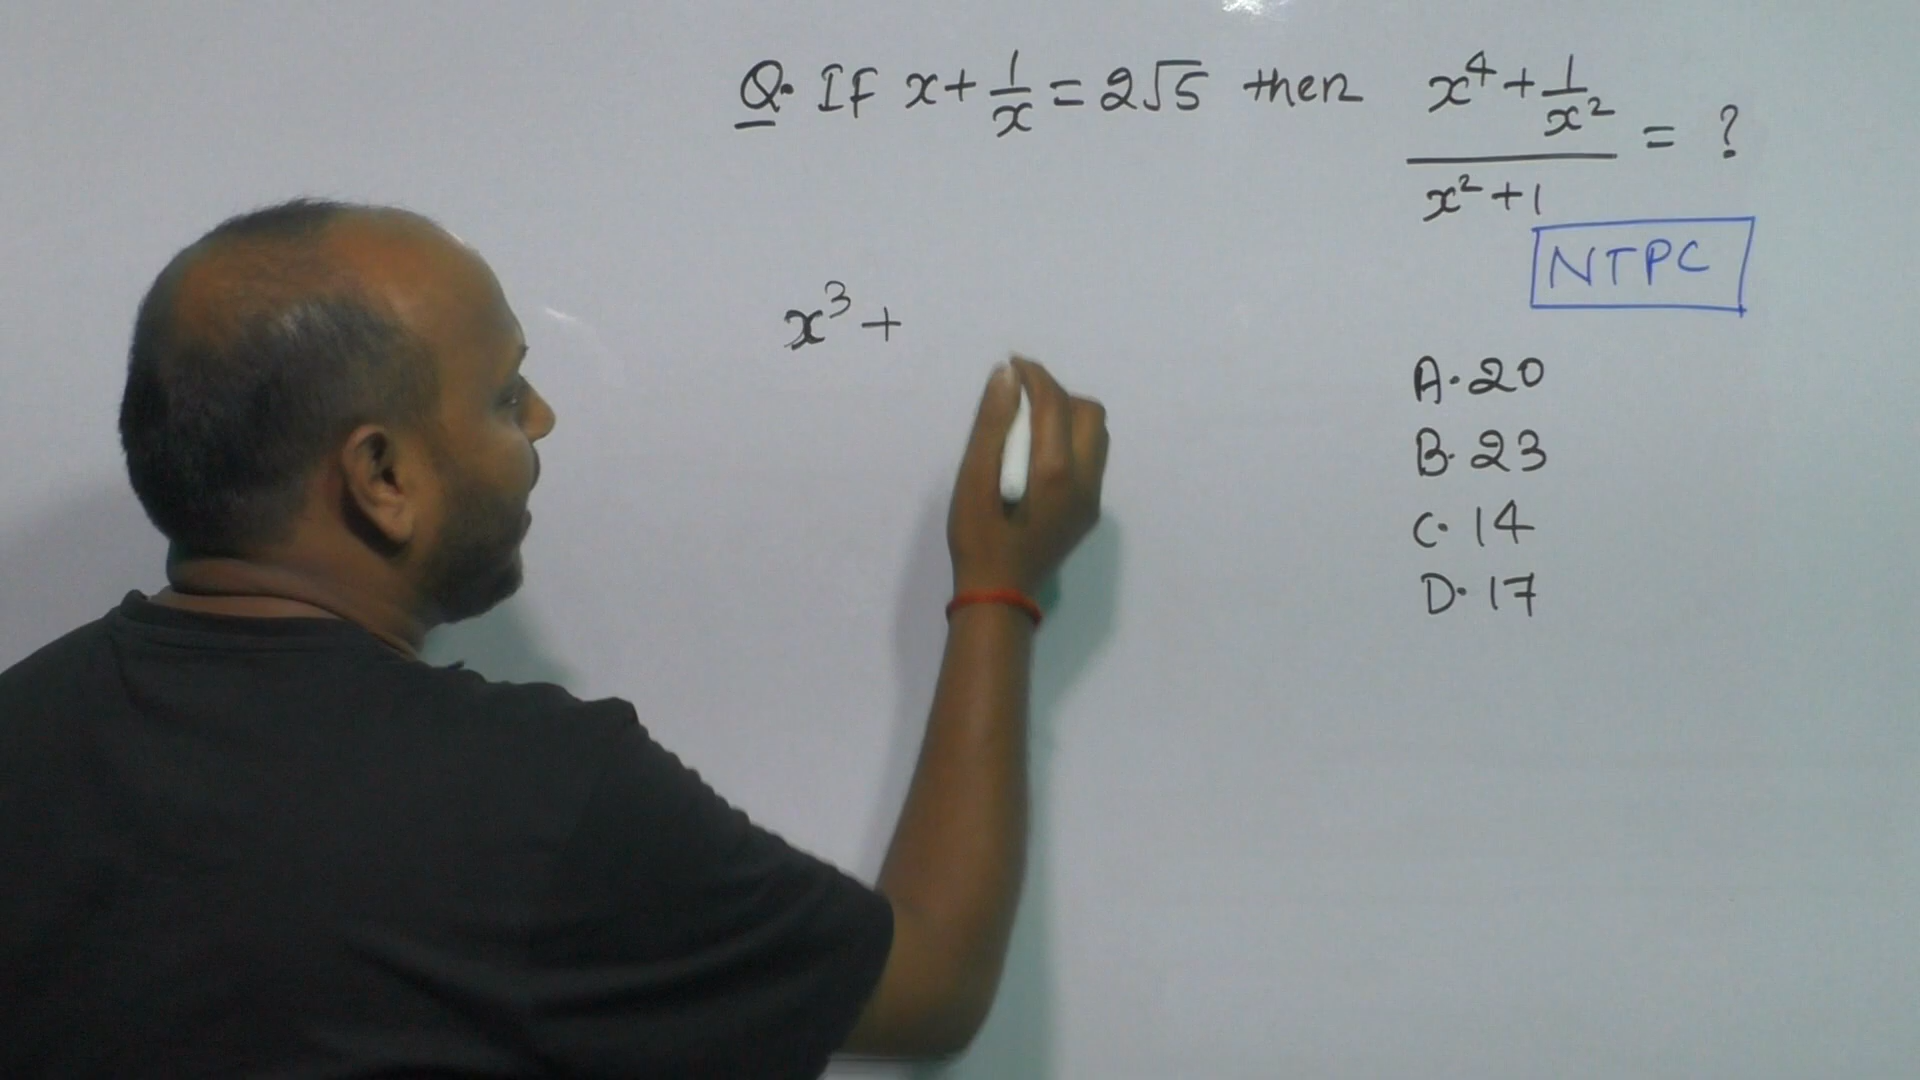 Q. IF x + 1/x = 2√5 then (x⁴ + 1/x²)/(x² + 1) = ?
NTPC
x³ +
A. 20
B. 23
C. 14
D. 17